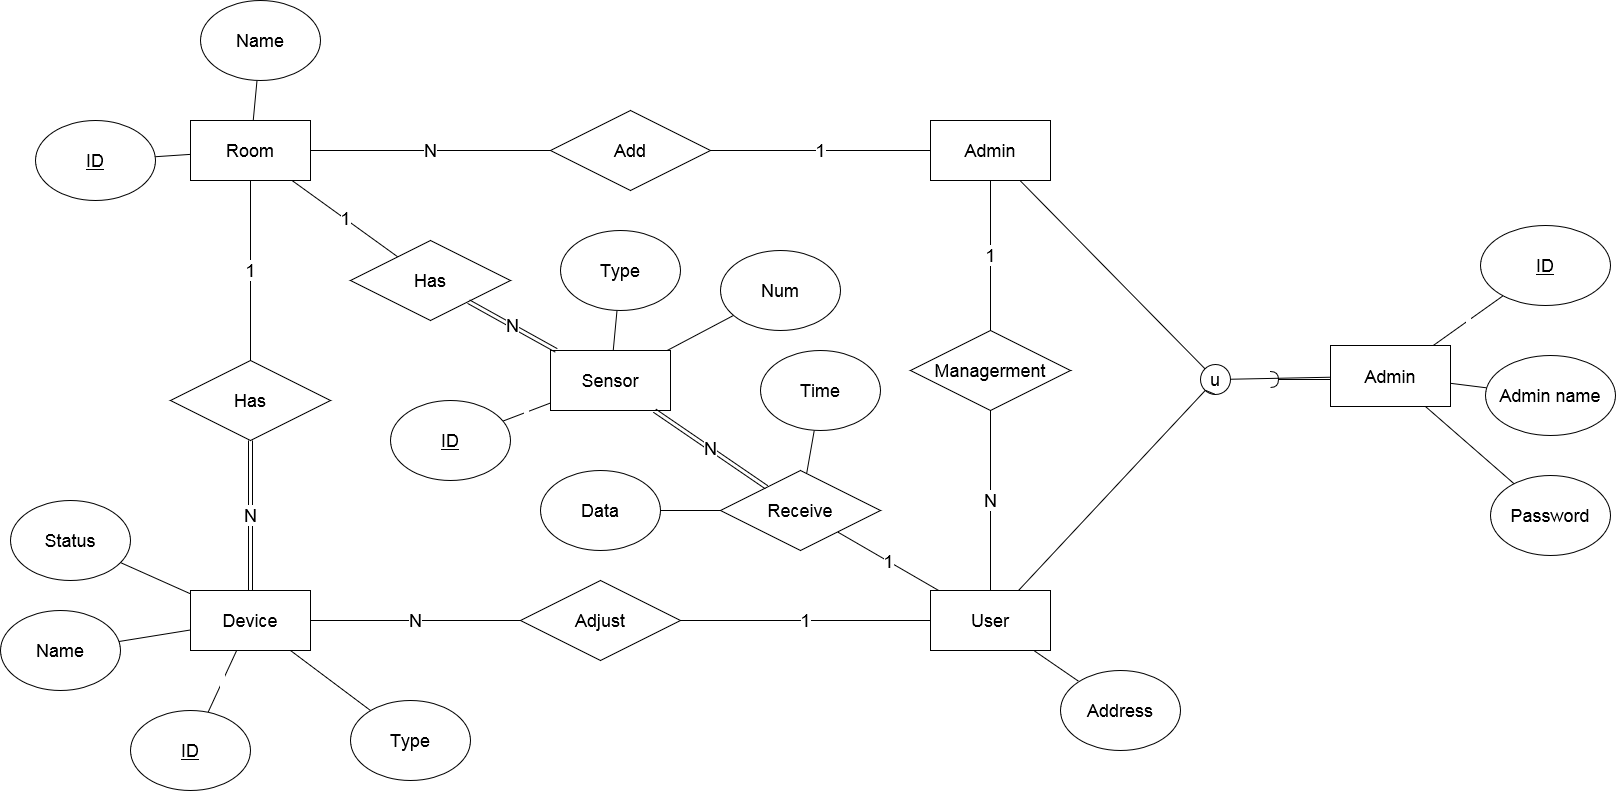 Name
ID
Room
N
Add
1
Admin
1
1
1
Has
Type
Num
ID
N
Sensor
Time
Managerment
u
Admin
Admin name
Has
ID
N
Password
N
Data
Receive
N
1
Status
Device
N
Adjust
1
User
Name
ID
Type
Address